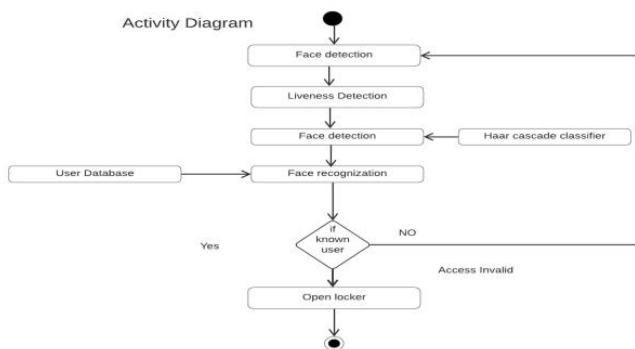 Activity Diagram
Face detection
Liveness Detection
Face detection
Haar cascade classifier
User Database
Face recognization
if
known
user
NO
Yes
Access Invalid
Open locker